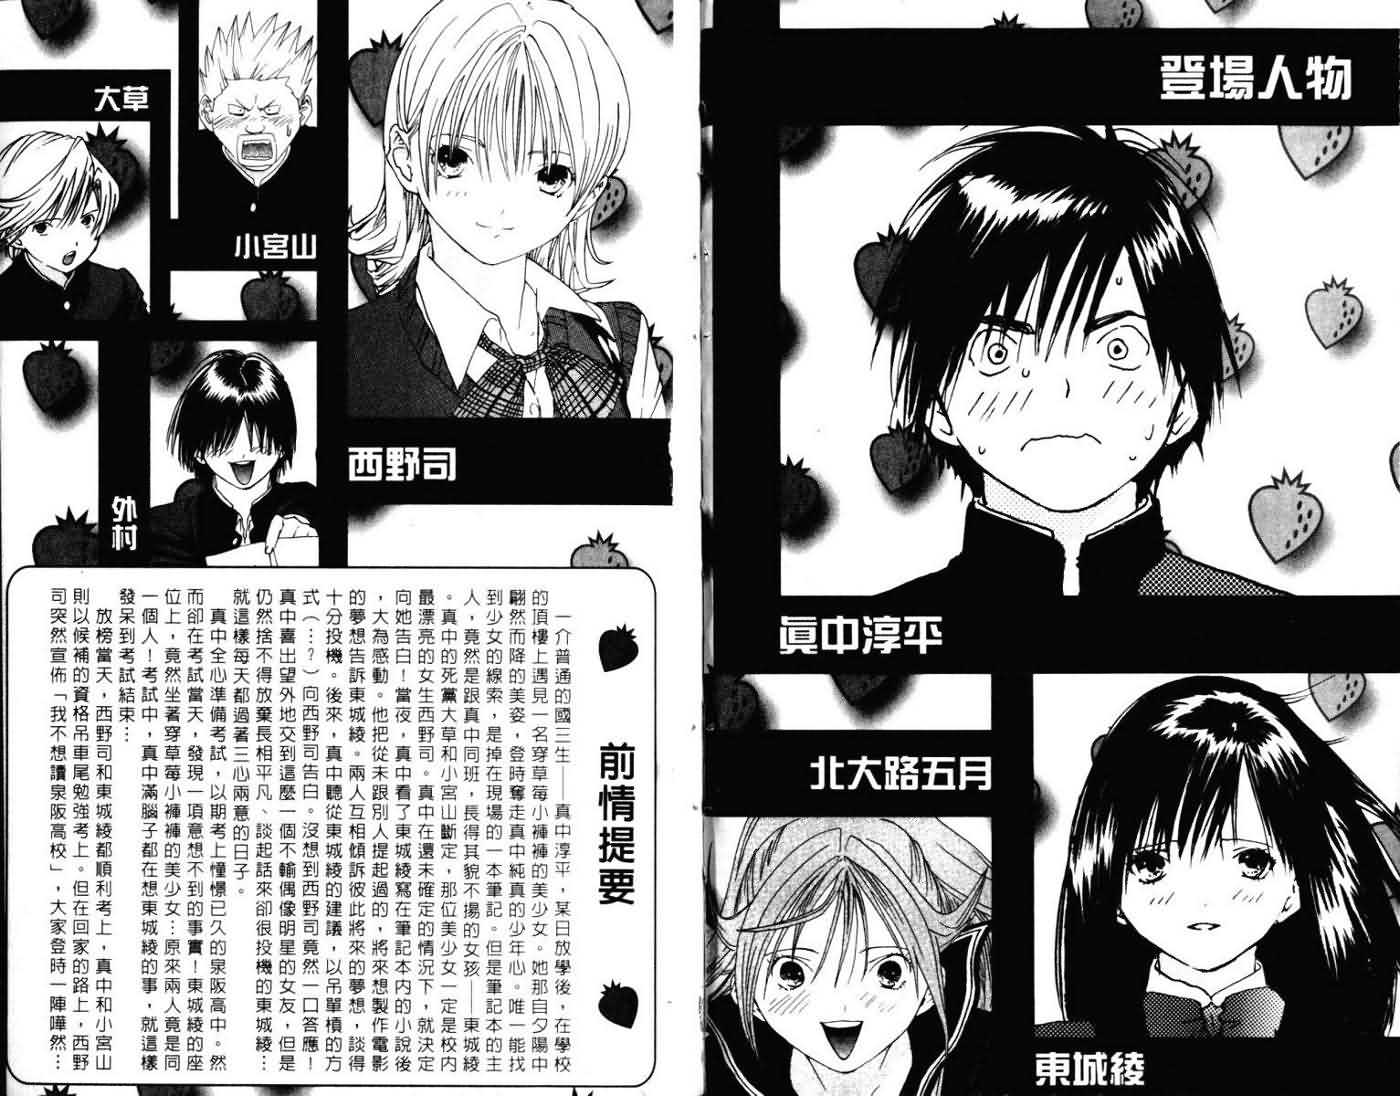 登場人物
眞中淳平
東城綾
北大路五月
西野司
小宮山
大草
外村
前情提要
一介普通的國三生——真中淳平，某日放學後，在學校
的頂樓上遇見一名穿草莓小褲褲的美少女。她那自夕陽中
翩然而降的美姿，登時奪走真中純真的少年心。唯一能找
到少女的線索，是掉在現場的一本筆記。但是筆記本的主
人，竟然是跟真中同班，長得其貌不揚的女孩——東城綾
。真中的死黨大草和小宮山斷定，那位美少女一定是校內
最漂亮的女生西野司。真中在還未確定的情況下，就決定
向她告白！當夜，真中看了東城綾寫在筆記本內的小說後
，大為感動。他把從未跟別人提起過的，將來想製作電影
的夢想告訴東城綾。兩人互相傾訴彼此將來的夢想，談得
十分投機。後來，真中聽從東城綾的建議，以吊單槓的方
式（…？）向西野司告白。沒想到西野司竟然一口答應！
真中喜出望外地交到這麼一個不輸偶像明星的女友，但是
仍然捨不得放棄長相平凡、談起話來卻很投機的東城綾…
就這樣每天都過著三心兩意的日子。
真中全心準備考試，以期考上憧憬已久的泉阪高中。然
而卻在考試當天，發現一項意想不到的事實！東城綾的座
位上，竟然坐著穿草莓小褲褲的美少女…原來兩人竟是同
一個人！考試中，真中滿腦子都在想東城綾的事，就這樣
發呆到考試結束…
放榜當天，西野司和東城綾都順利考上，真中和小宮山
則以候補的資格吊車尾勉強考上。但在回家的路上，西野
司突然宣佈「我不想讀泉阪高校」，大家登時一陣嘩然…